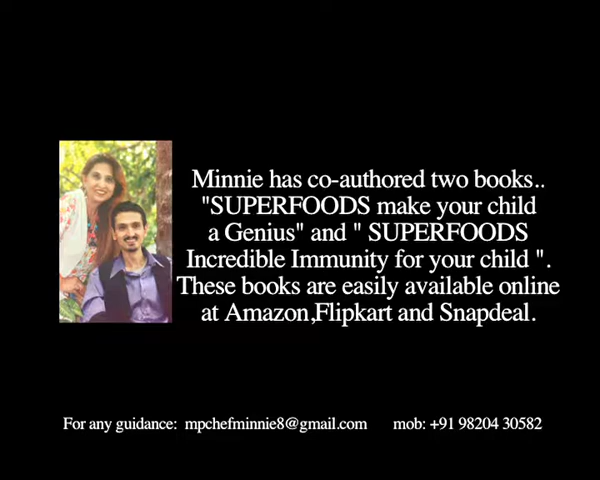 Minnie has co-authored two books..
"SUPERFOODS make your child
a Genius" and " SUPERFOODS
Incredible Immunity for your child ".
These books are easily available online
at Amazon,Flipkart and Snapdeal.
For any guidance: mpchefminnie8@gmail.com mob: +91 98204 30582